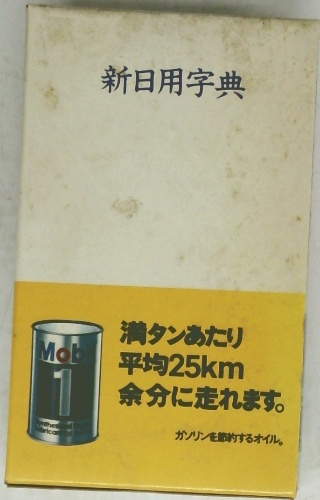 新日用字典
満タンあたり
平均25km
余分に走れます。
Mobil
1
ガソリンを節約するオイル。